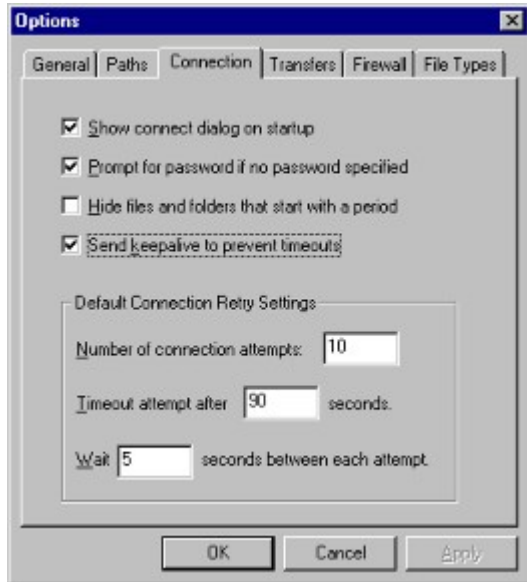 Options
General Paths Connection Transfers Firewall File Types
Show connect dialog on startup
Prompt for password if no password specified
Hide files and folders that start with a period
Send keepalive to prevent timeouts
Default Connection Retry Settings
Number of connection attempts: 10
Timeout attempt after 90 seconds.
Wait 5 seconds between each attempt.
OK Cancel Apply